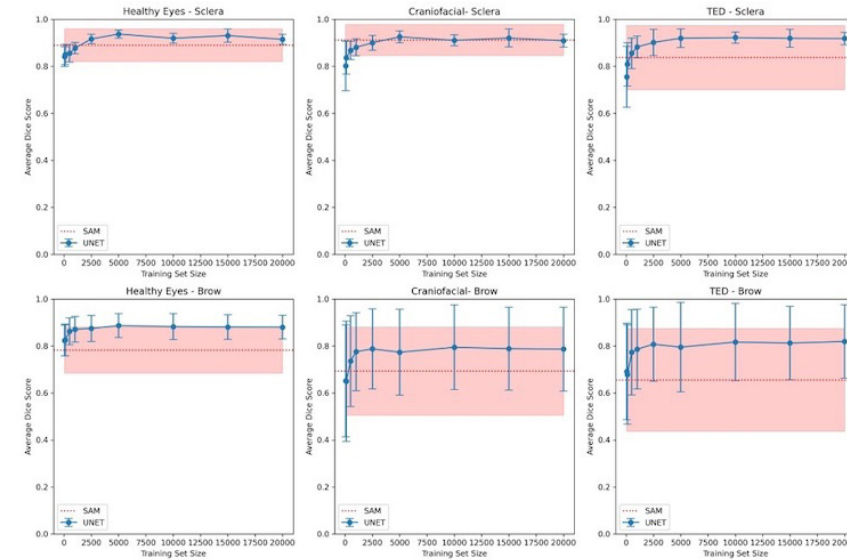 Healthy Eyes - Sclera
Craniofacial- Sclera
TED - Sclera
1.0
0.8
0.6
0.4
0.2
0.0
Average Dice Score
SAM
UNET
0 2500 5000 7500 10000 12500 15000 17500 20000
Training Set Size
1.0
0.8
0.6
0.4
0.2
0.0
Average Dice Score
SAM
UNET
0 2500 5000 7500 10000 12500 15000 17500 20000
Training Set Size
1.0
0.8
0.6
0.4
0.2
0.0
Average Dice Score
SAM
UNET
0 2500 5000 7500 10000 12500 15000 17500 20000
Training Set Size
Healthy Eyes - Brow
Craniofacial- Brow
TED - Brow
1.0
0.8
0.6
0.4
0.2
0.0
Average Dice Score
SAM
UNET
0 2500 5000 7500 10000 12500 15000 17500 20000
Training Set Size
1.0
0.8
0.6
0.4
0.2
0.0
Average Dice Score
SAM
UNET
0 2500 5000 7500 10000 12500 15000 17500 20000
Training Set Size
1.0
0.8
0.6
0.4
0.2
0.0
Average Dice Score
SAM
UNET
0 2500 5000 7500 10000 12500 15000 17500 20000
Training Set Size